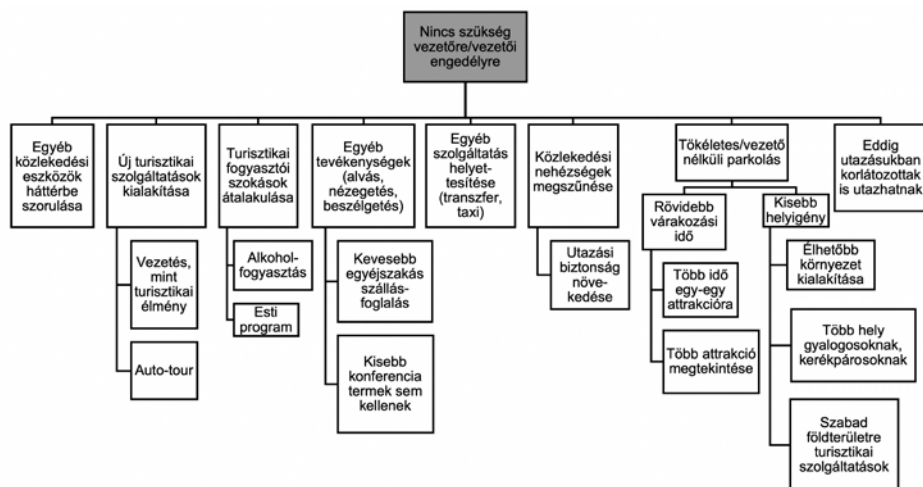 Nincs szükség
vezetőre/vezetői
engedélyre
Egyéb
közlekedési
eszközök
háttérbe
szorulása
Új turisztikai
szolgáltatások
kialakítása
Turisztikai
fogyasztói
szokások
átalakulása
Egyéb
tevékenységek
(alvás,
nézegetés,
beszélgetés)
Egyéb
szolgáltatás
helyet-
tesítése
(transzfer,
taxi)
Közlekedési
nehézségek
megszűnése
Tökéletes/vezető
nélküli parkolás
Eddig
utazásukban
korlátozottak
is utazhatnak
Vezetés,
mint
turisztikai
élmény
Auto-tour
Alkohol-
fogyasztás
Esti
program
Kevesebb
egyéjszakás
szállás-
foglalás
Kisebb
konferencia
termek sem
kellenek
Utazási
biztonság
növe-
kedése
Rövidebb
várakozási
idő
Több idő
egy-egy
attrakcióra
Több attrakció
megtekintése
Kisebb
helyigény
Élhetőbb
környezet
kialakítása
Több hely
gyalogosoknak,
kerékpárosoknak
Szabad
földterületre
turisztikai
szolgáltatások